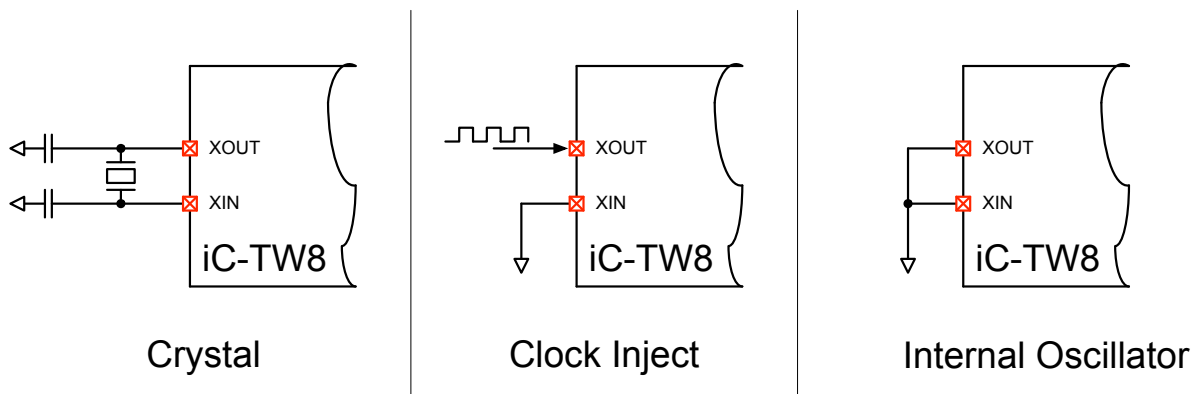 XOUT
XIN
iC-TW8
Crystal
XOUT
XIN
iC-TW8
Clock Inject
XOUT
XIN
iC-TW8
Internal Oscillator